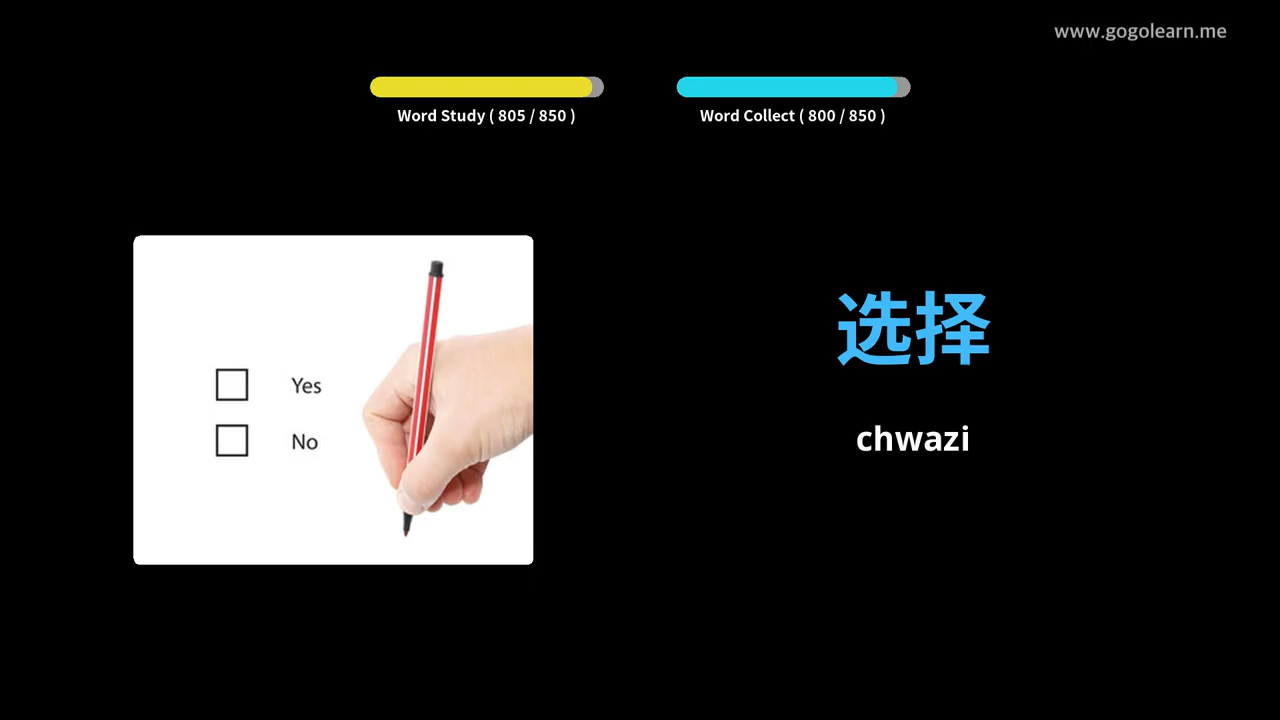 www.gogolearn.me
Word Study ( 805 / 850 )
Word Collect ( 800 / 850 )
Yes
No
选择
chwazi